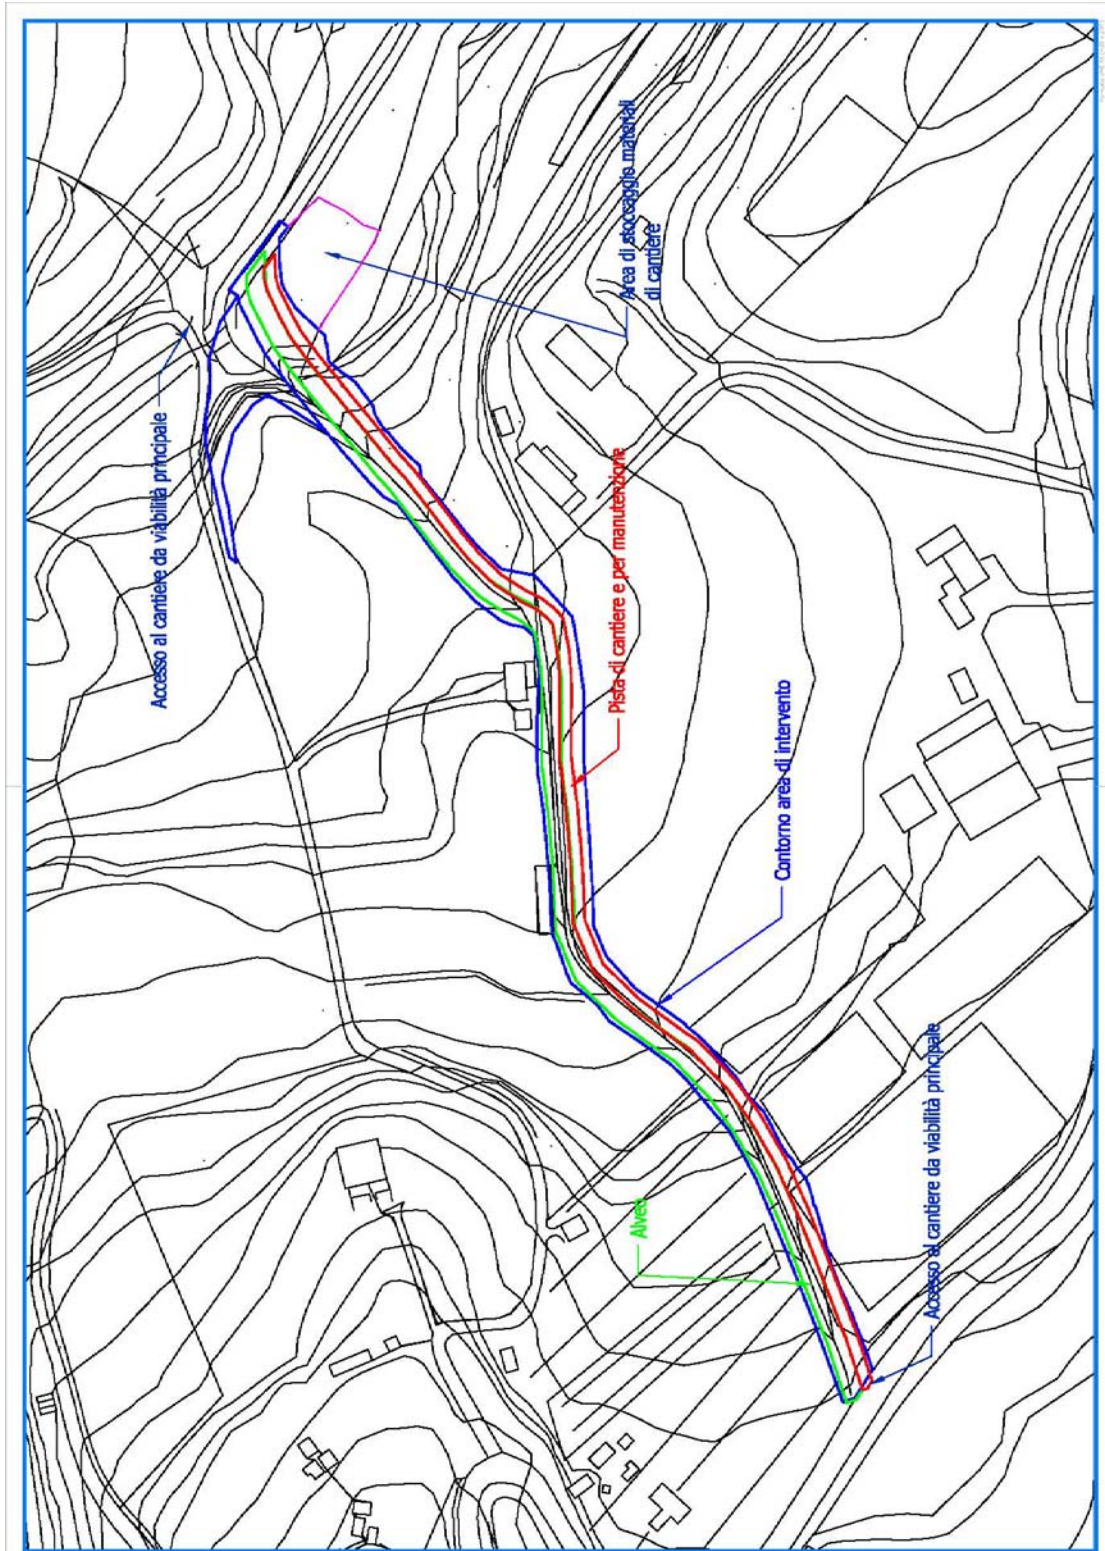 Accesso al cantiere da viabilità principale
Area di stoccaggio materiali
di cantiere
Pista di cantiere e per manutenzione
Contorno area di intervento
Alveo
Accesso al cantiere da viabilità principale